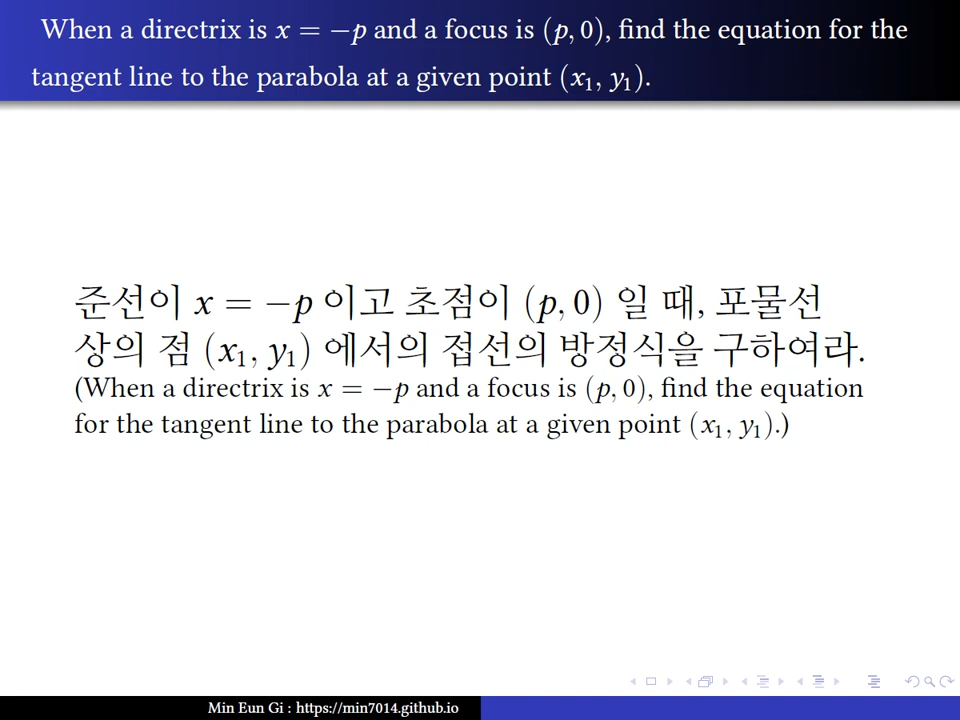 When a directrix is x = −p and a focus is (p, 0), find the equation for the
tangent line to the parabola at a given point (x₁, y₁).
준선이 x = −p 이고 초점이 (p, 0) 일 때, 포물선
상의 점 (x₁, y₁) 에서의 접선의 방정식을 구하여라.
(When a directrix is x = −p and a focus is (p, 0), find the equation
for the tangent line to the parabola at a given point (x₁, y₁).)
Min Eun Gi : https://min7014.github.io